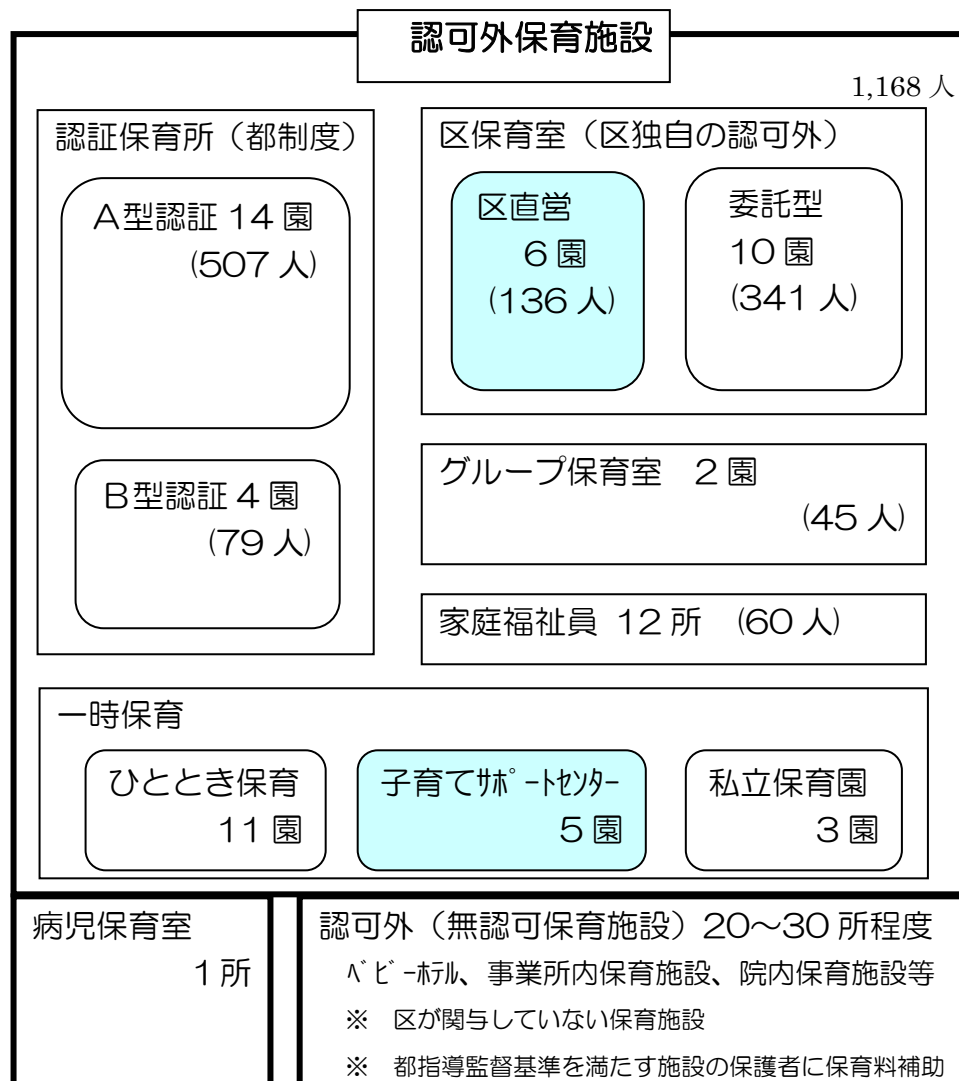 認可外保育施設
1,168 人
認証保育所（都制度）
A型認証 14 園
(507 人)
B型認証 4 園
(79 人)
区保育室（区独自の認可外）
区直営
6 園
(136 人)
委託型
10 園
(341 人)
グループ保育室 2 園
(45 人)
家庭福祉員 12 所 (60 人)
一時保育
ひととき保育
11 園
子育てｻﾎﾟｰﾄｾﾝﾀｰ
5 園
私立保育園
3 園
病児保育室
1 所
認可外（無認可保育施設）20～30 所程度
ﾍﾞﾋﾞｰﾎﾃﾙ、事業所内保育施設、院内保育施設等
※ 区が関与していない保育施設
※ 都指導監督基準を満たす施設の保護者に保育料補助